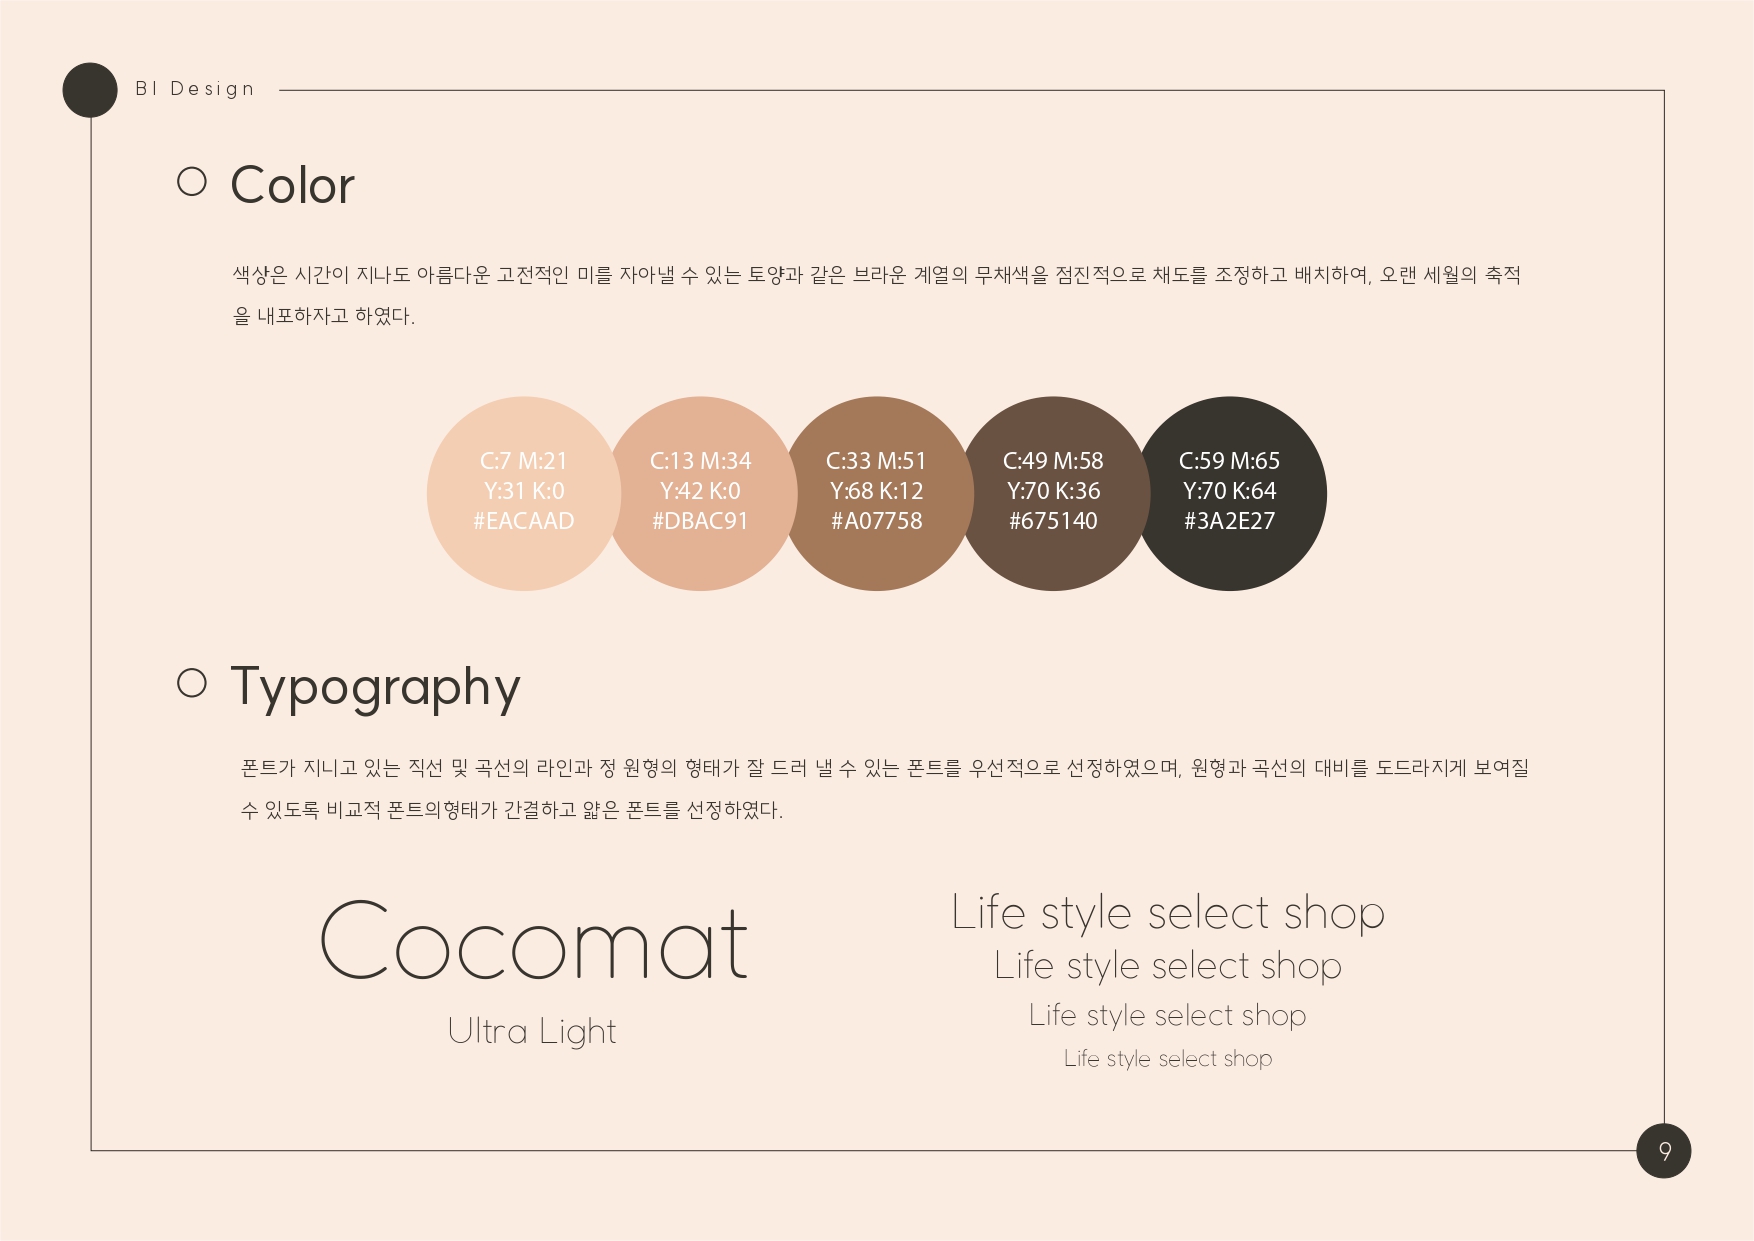 BI Design
Color
색상은 시간이 지나도 아름다운 고전적인 미를 자아낼 수 있는 토양과 같은 브라운 계열의 무채색을 점진적으로 채도를 조정하고 배치하여, 오랜 세월의 축적
을 내포하자고 하였다.
C:7 M:21
Y:31 K:0
#EACAAD
C:13 M:34
Y:42 K:0
#DBAC91
C:33 M:51
Y:68 K:12
#A07758
C:49 M:58
Y:70 K:36
#675140
C:59 M:65
Y:70 K:64
#3A2E27
Typography
폰트가 지니고 있는 직선 및 곡선의 라인과 정 원형의 형태가 잘 드러 낼 수 있는 폰트를 우선적으로 선정하였으며, 원형과 곡선의 대비를 도드라지게 보여질
수 있도록 비교적 폰트의형태가 간결하고 얇은 폰트를 선정하였다.
Cocomat
Ultra Light
Life style select shop
Life style select shop
Life style select shop
Life style select shop
9